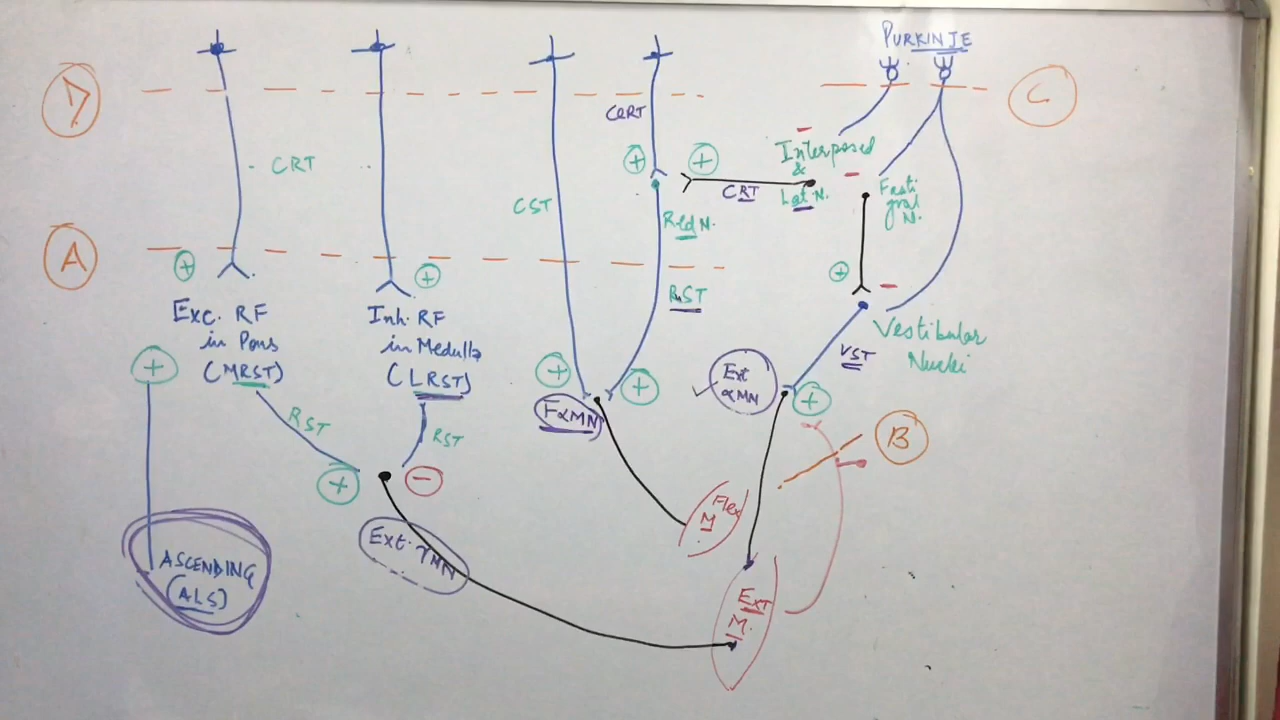 PURKINJE
D
C
CERT
CRT
+
+
-
Interposed
&
Lat. N.
CRT
-
Fasti
gial
N.
CST
Red N.
A
+
+
+
-
RST
Exc. RF
in Pons
(MRST)
Inh. RF
in Medulla
(LRST)
Vestibular
Nuclei
VST
+
+
+
Ext
αMN
+
FαMN
RST
RST
B
+
-
Flex
M.
Ext. γMN
ASCENDING
(ALS)
Ext
M.